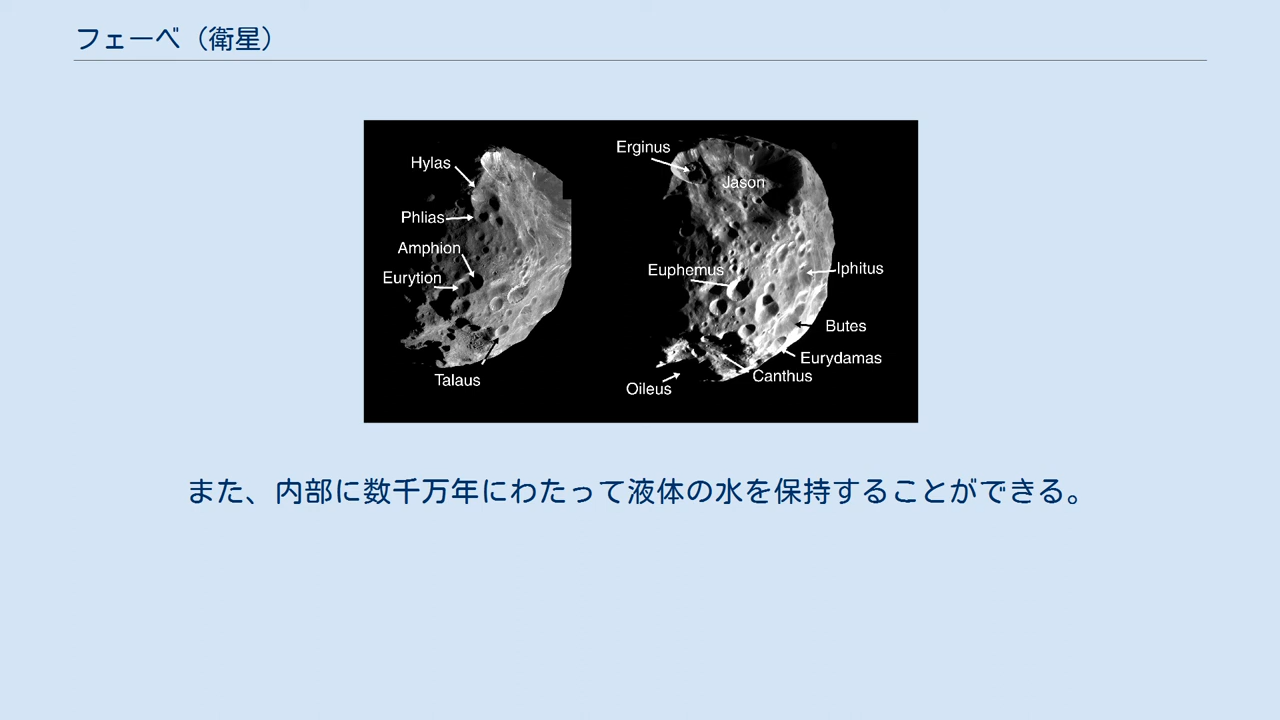 フェーベ（衛星）
Hylas
Phlias
Amphion
Eurytion
Talaus
Erginus
Jason
Euphemus
Iphitus
Butes
Eurydamas
Canthus
Oileus
また、内部に数千万年にわたって液体の水を保持することができる。